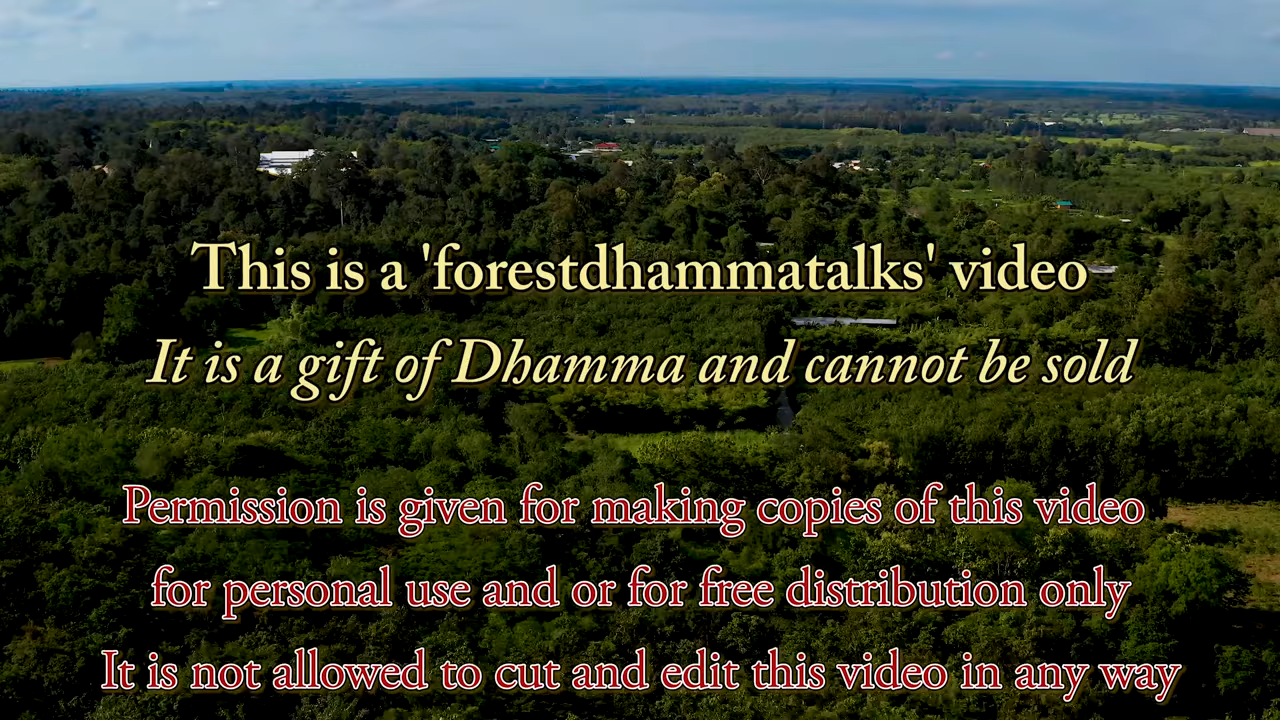 This is a 'forestdhammatalks' video
It is a gift of Dhamma and cannot be sold
Permission is given for making copies of this video
for personal use and or for free distribution only
It is not allowed to cut and edit this video in any way